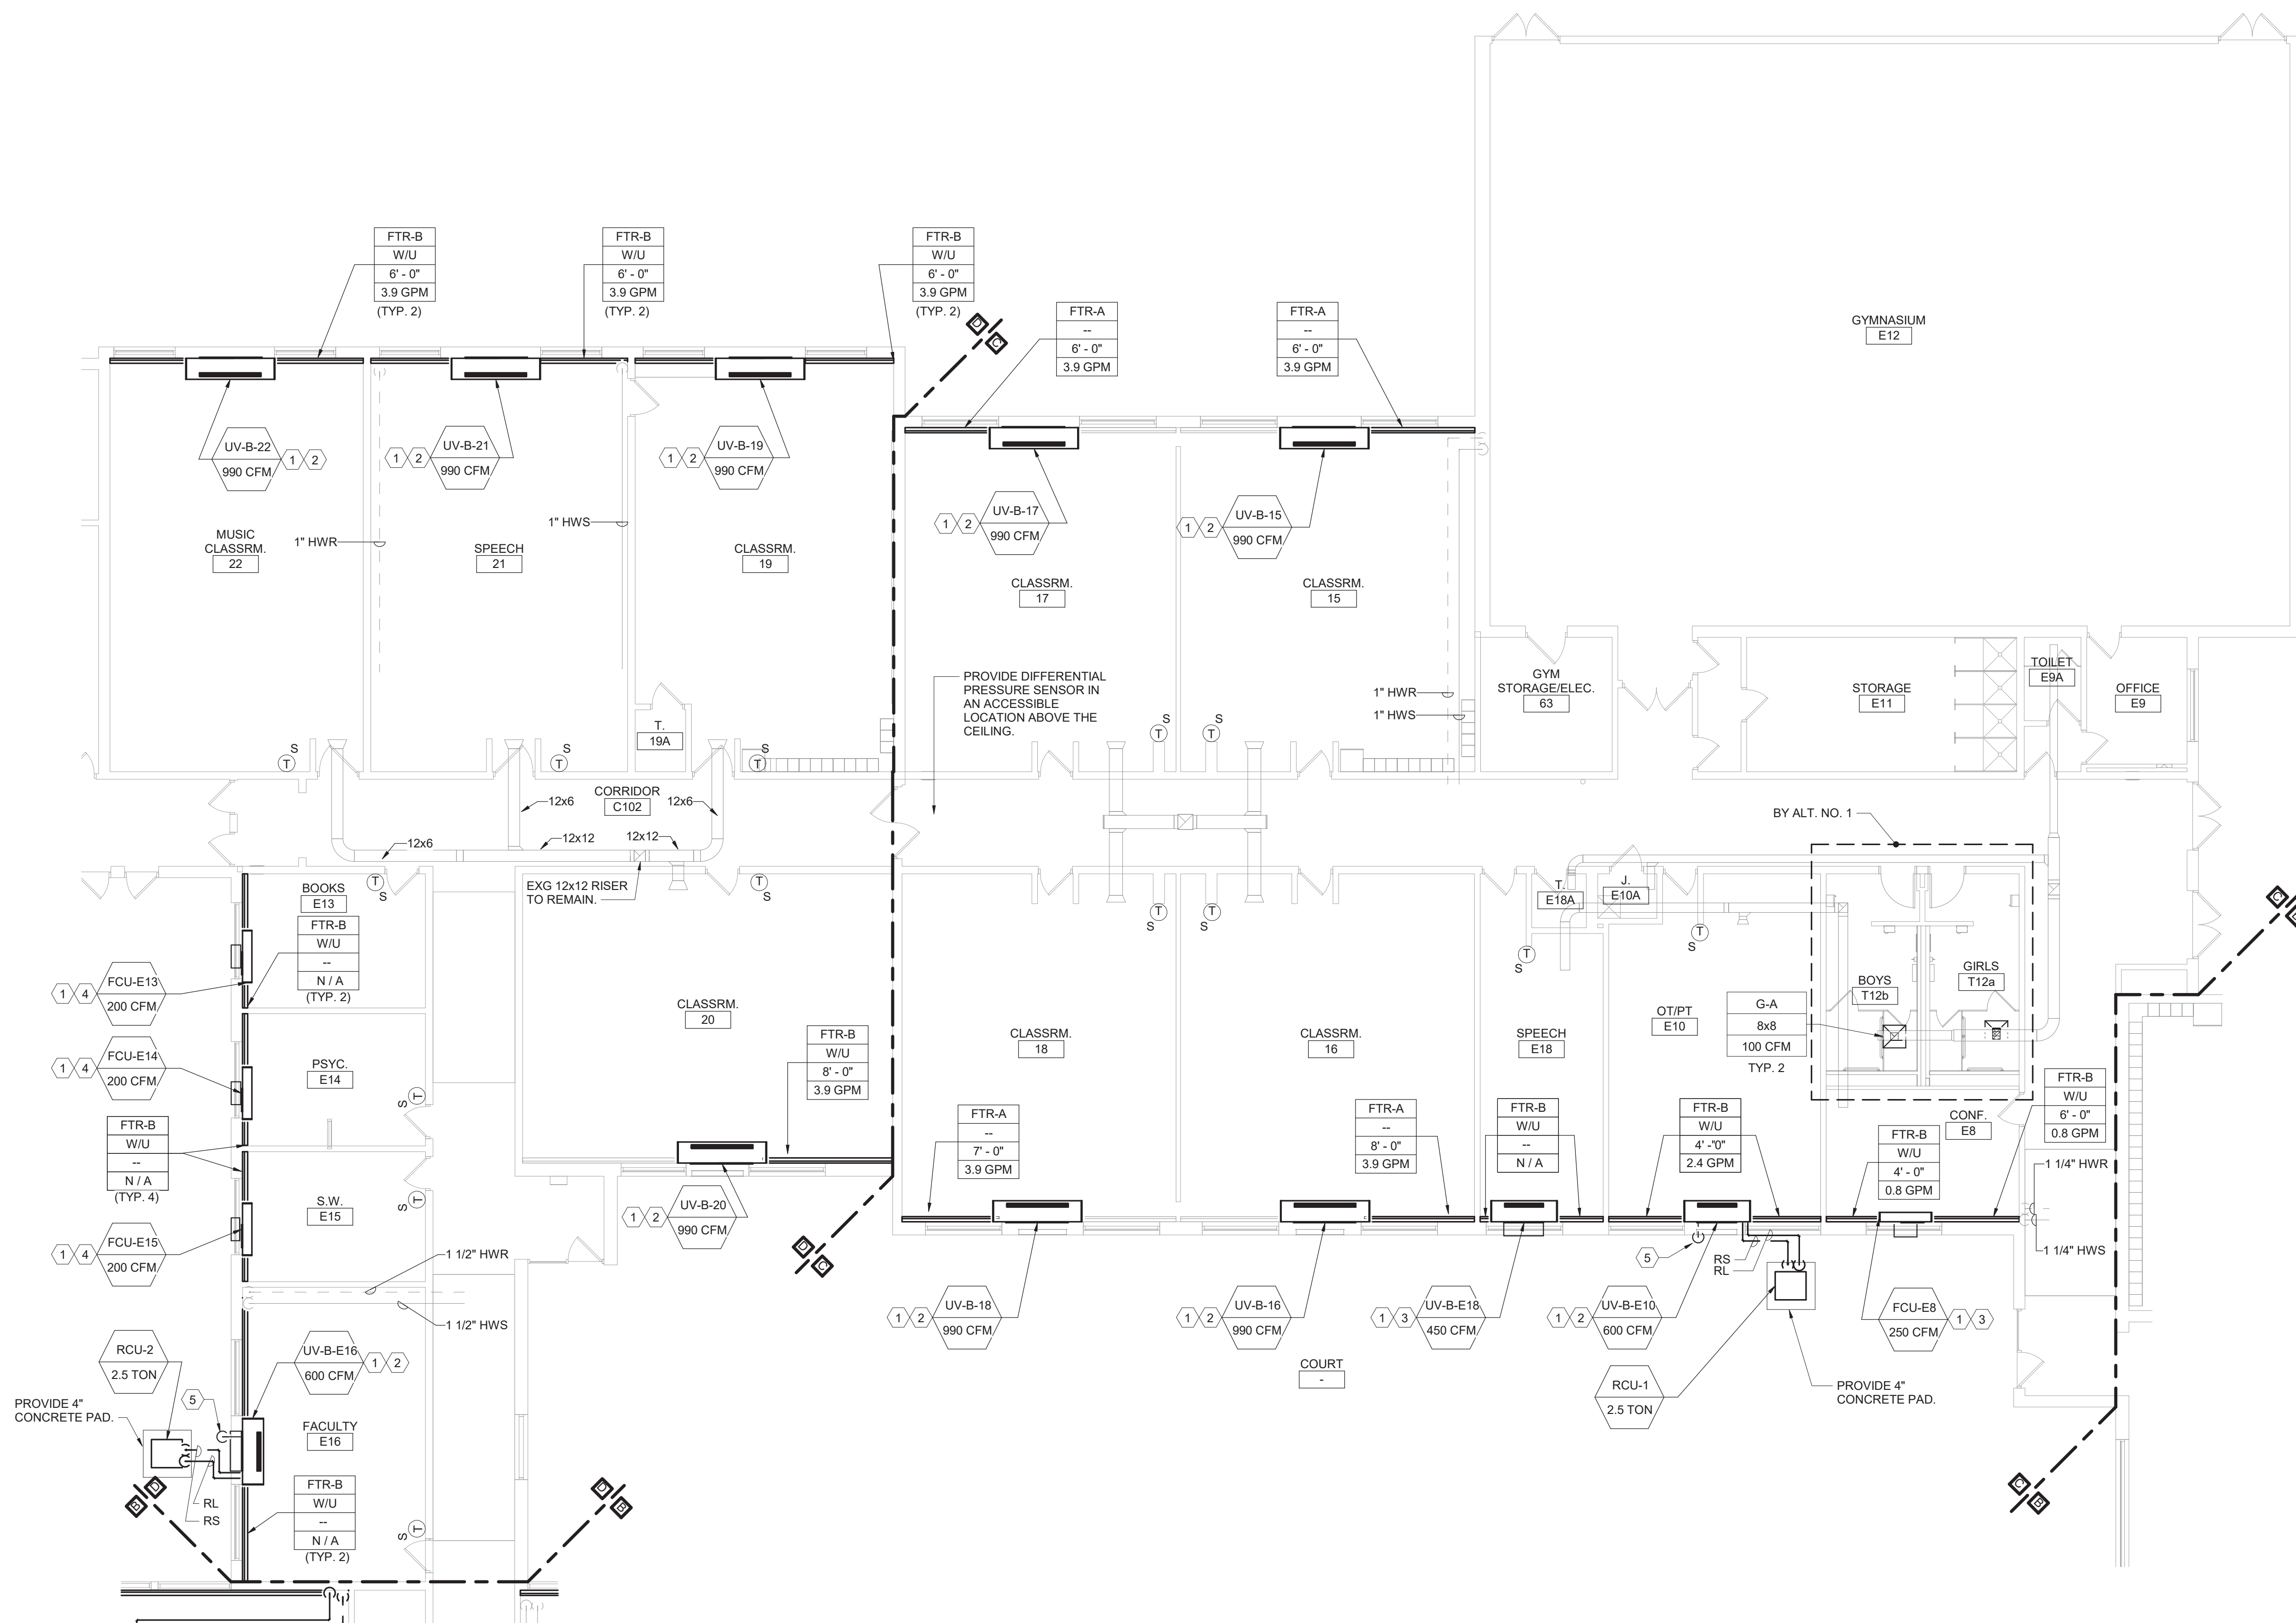 FTR-B
W/U
6' - 0"
3.9 GPM
(TYP. 2)
FTR-B
W/U
6' - 0"
3.9 GPM
(TYP. 2)
FTR-B
W/U
6' - 0"
3.9 GPM
(TYP. 2)
D
C
FTR-A
--
6' - 0"
3.9 GPM
FTR-A
--
6' - 0"
3.9 GPM
GYMNASIUM
E12
UV-B-22
990 CFM
1
2
1
2
UV-B-21
990 CFM
1
2
UV-B-19
990 CFM
1
2
UV-B-17
990 CFM
1
2
UV-B-15
990 CFM
MUSIC
CLASSRM.
22
1" HWR
SPEECH
21
1" HWS
CLASSRM.
19
CLASSRM.
17
CLASSRM.
15
PROVIDE DIFFERENTIAL
PRESSURE SENSOR IN
AN ACCESSIBLE
LOCATION ABOVE THE
CEILING.
1" HWR
1" HWS
GYM
STORAGE/ELEC.
63
STORAGE
E11
TOILET
E9A
OFFICE
E9
T.
19A
S
T
S
T
S
T
S
T
S
T
CORRIDOR
C102
12x6
12x6
12x6
12x12
12x12
BY ALT. NO. 1
EXG 12x12 RISER
TO REMAIN.
BOOKS
E13
T
S
T
S
T
S
T
S
T.
E18A
J.
E10A
T
S
T
S
C
FTR-B
W/U
--
N / A
(TYP. 2)
1
4
FCU-E13
200 CFM
CLASSRM.
20
CLASSRM.
18
CLASSRM.
16
SPEECH
E18
OT/PT
E10
G-A
8x8
100 CFM
TYP. 2
BOYS
T12b
GIRLS
T12a
1
4
FCU-E14
200 CFM
PSYC.
E14
S
T
FTR-B
W/U
8' - 0"
3.9 GPM
FTR-A
--
7' - 0"
3.9 GPM
FTR-A
--
8' - 0"
3.9 GPM
FTR-B
W/U
--
N / A
FTR-B
W/U
4' -"0"
2.4 GPM
FTR-B
W/U
4' - 0"
0.8 GPM
CONF.
E8
FTR-B
W/U
6' - 0"
0.8 GPM
1 1/4" HWR
1 1/4" HWS
FTR-B
W/U
--
N / A
(TYP. 4)
S.W.
E15
S
T
1
4
FCU-E15
200 CFM
1
2
UV-B-20
990 CFM
D
C
1 1/2" HWR
1 1/2" HWS
5
RS
RL
1
2
UV-B-18
990 CFM
1
2
UV-B-16
990 CFM
1
3
UV-B-E18
450 CFM
1
2
UV-B-E10
600 CFM
FCU-E8
250 CFM
1
3
COURT
-
RCU-1
2.5 TON
PROVIDE 4"
CONCRETE PAD.
RCU-2
2.5 TON
PROVIDE 4"
CONCRETE PAD.
5
UV-B-E16
600 CFM
1
2
FACULTY
E16
B
D
RL
RS
FTR-B
W/U
--
N / A
(TYP. 2)
S
T
D
B
C
B